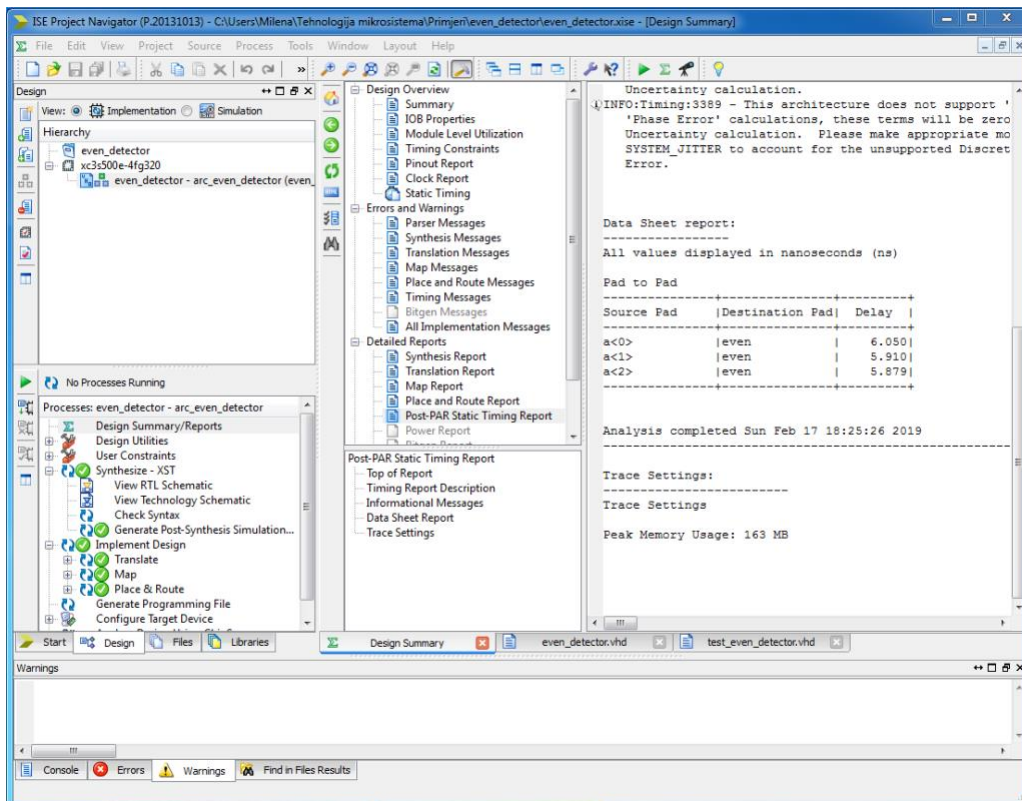 ISE Project Navigator (P.20131013) - C:\Users\Milena\Tehnologija mikrosistema\Primjeri\even_detector\even_detector.xise - [Design Summary]
File Edit View Project Source Process Tools Window Layout Help
Design
View: Implementation Simulation
Hierarchy
even_detector
xc3s500e-4fg320
even_detector - arc_even_detector (even_
No Processes Running
Processes: even_detector - arc_even_detector
Design Summary/Reports
Design Utilities
User Constraints
Synthesize - XST
View RTL Schematic
View Technology Schematic
Check Syntax
Generate Post-Synthesis Simulation...
Implement Design
Translate
Map
Place & Route
Generate Programming File
Configure Target Device
Start Design Files Libraries
Design Overview
Summary
IOB Properties
Module Level Utilization
Timing Constraints
Pinout Report
Clock Report
Static Timing
Errors and Warnings
Parser Messages
Synthesis Messages
Translation Messages
Map Messages
Place and Route Messages
Timing Messages
Bitgen Messages
All Implementation Messages
Detailed Reports
Synthesis Report
Translation Report
Map Report
Place and Route Report
Post-PAR Static Timing Report
Power Report
Post-PAR Static Timing Report
Top of Report
Timing Report Description
Informational Messages
Data Sheet Report
Trace Settings
Uncertainty calculation.
INFO:Timing:3389 - This architecture does not support '
'Phase Error' calculations, these terms will be zero
Uncertainty calculation. Please make appropriate mo
SYSTEM_JITTER to account for the unsupported Discret
Error.
Data Sheet report:
-----------------
All values displayed in nanoseconds (ns)
Pad to Pad
---------------+---------------+---------+
Source Pad |Destination Pad| Delay |
---------------+---------------+---------+
a<0> |even | 6.050|
a<1> |even | 5.910|
a<2> |even | 5.879|
---------------+---------------+---------+
Analysis completed Sun Feb 17 18:25:26 2019
--------------------------------------------------
Trace Settings:
-------------------------
Trace Settings
Peak Memory Usage: 163 MB
Design Summary even_detector.vhd test_even_detector.vhd
Warnings
Console Errors Warnings Find in Files Results